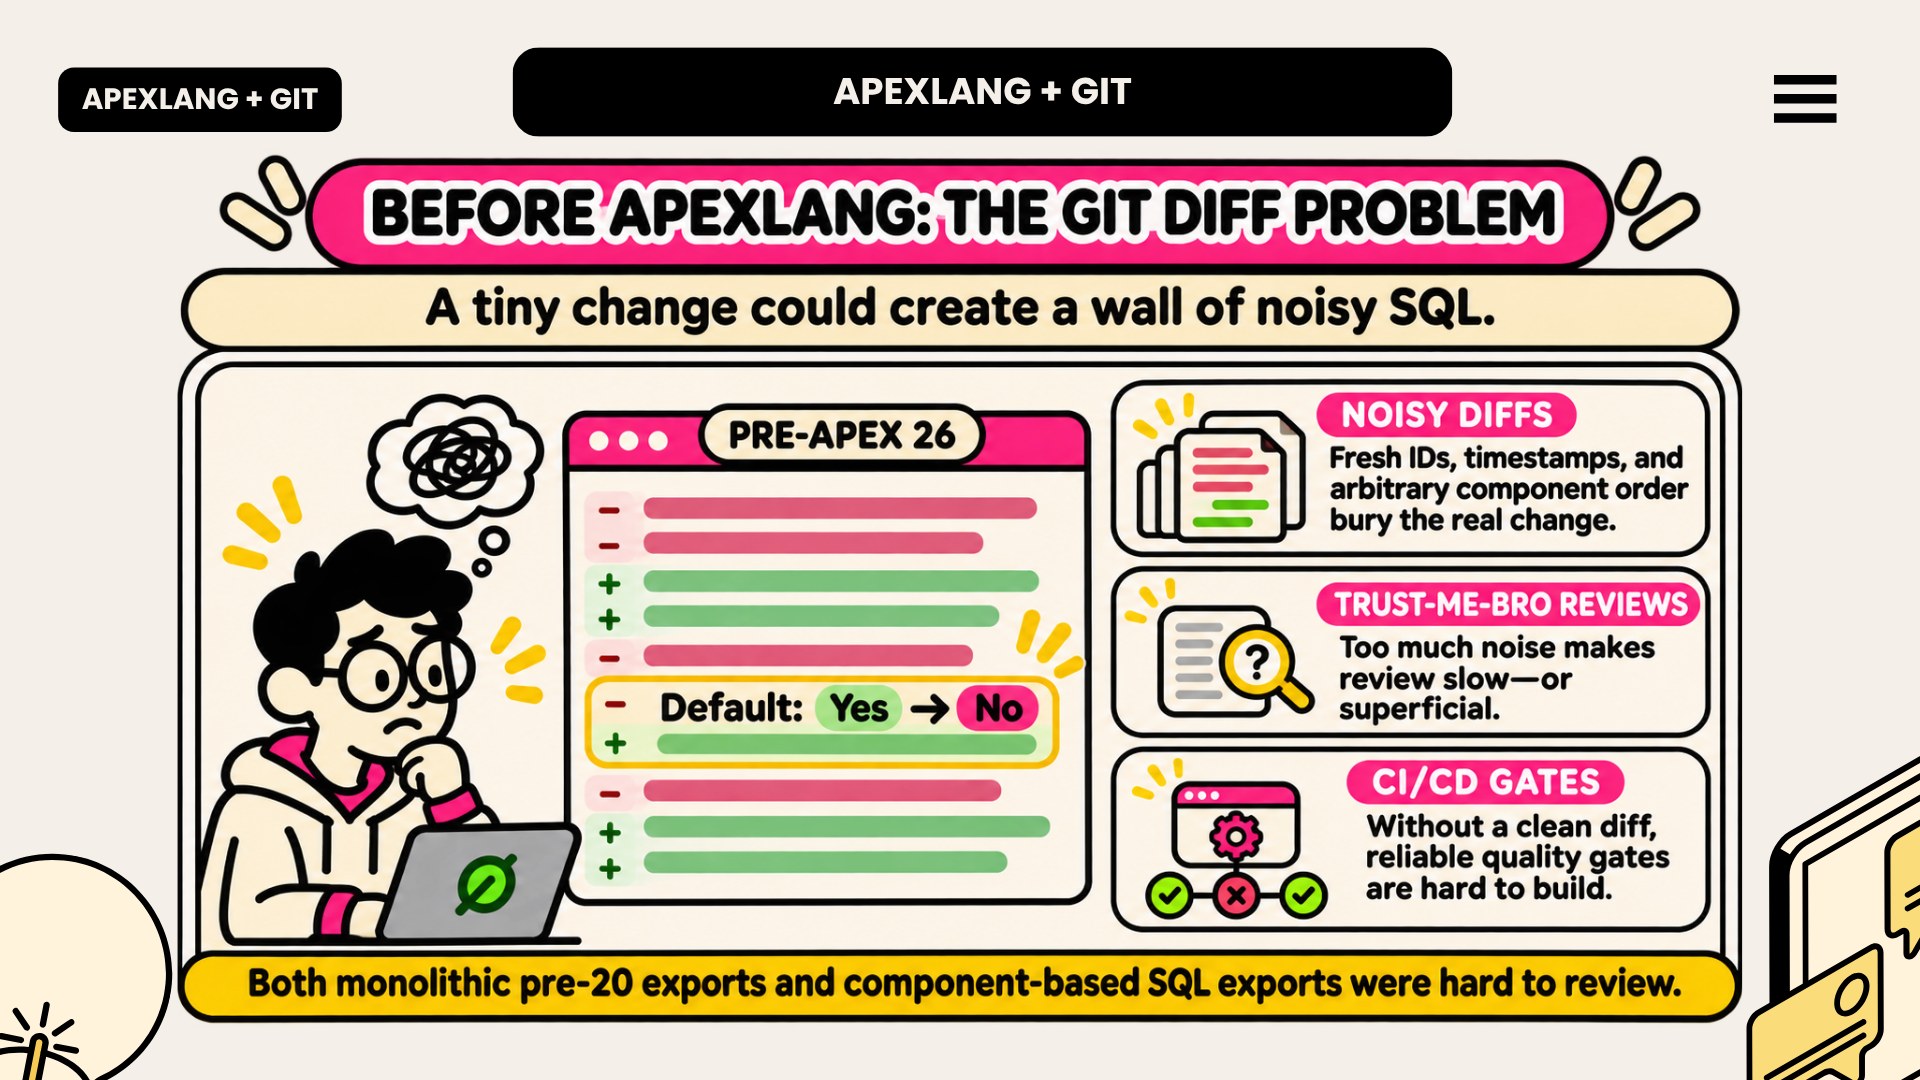 APEXLANG + GIT
APEXLANG + GIT
BEFORE APEXLANG: THE GIT DIFF PROBLEM
A tiny change could create a wall of noisy SQL.
PRE-APEX 26
Default: Yes → No
NOISY DIFFS
Fresh IDs, timestamps, and
arbitrary component order
bury the real change.
TRUST-ME-BRO REVIEWS
?
Too much noise makes
review slow—or
superficial.
CI/CD GATES
Without a clean diff,
reliable quality gates
are hard to build.
Both monolithic pre-20 exports and component-based SQL exports were hard to review.